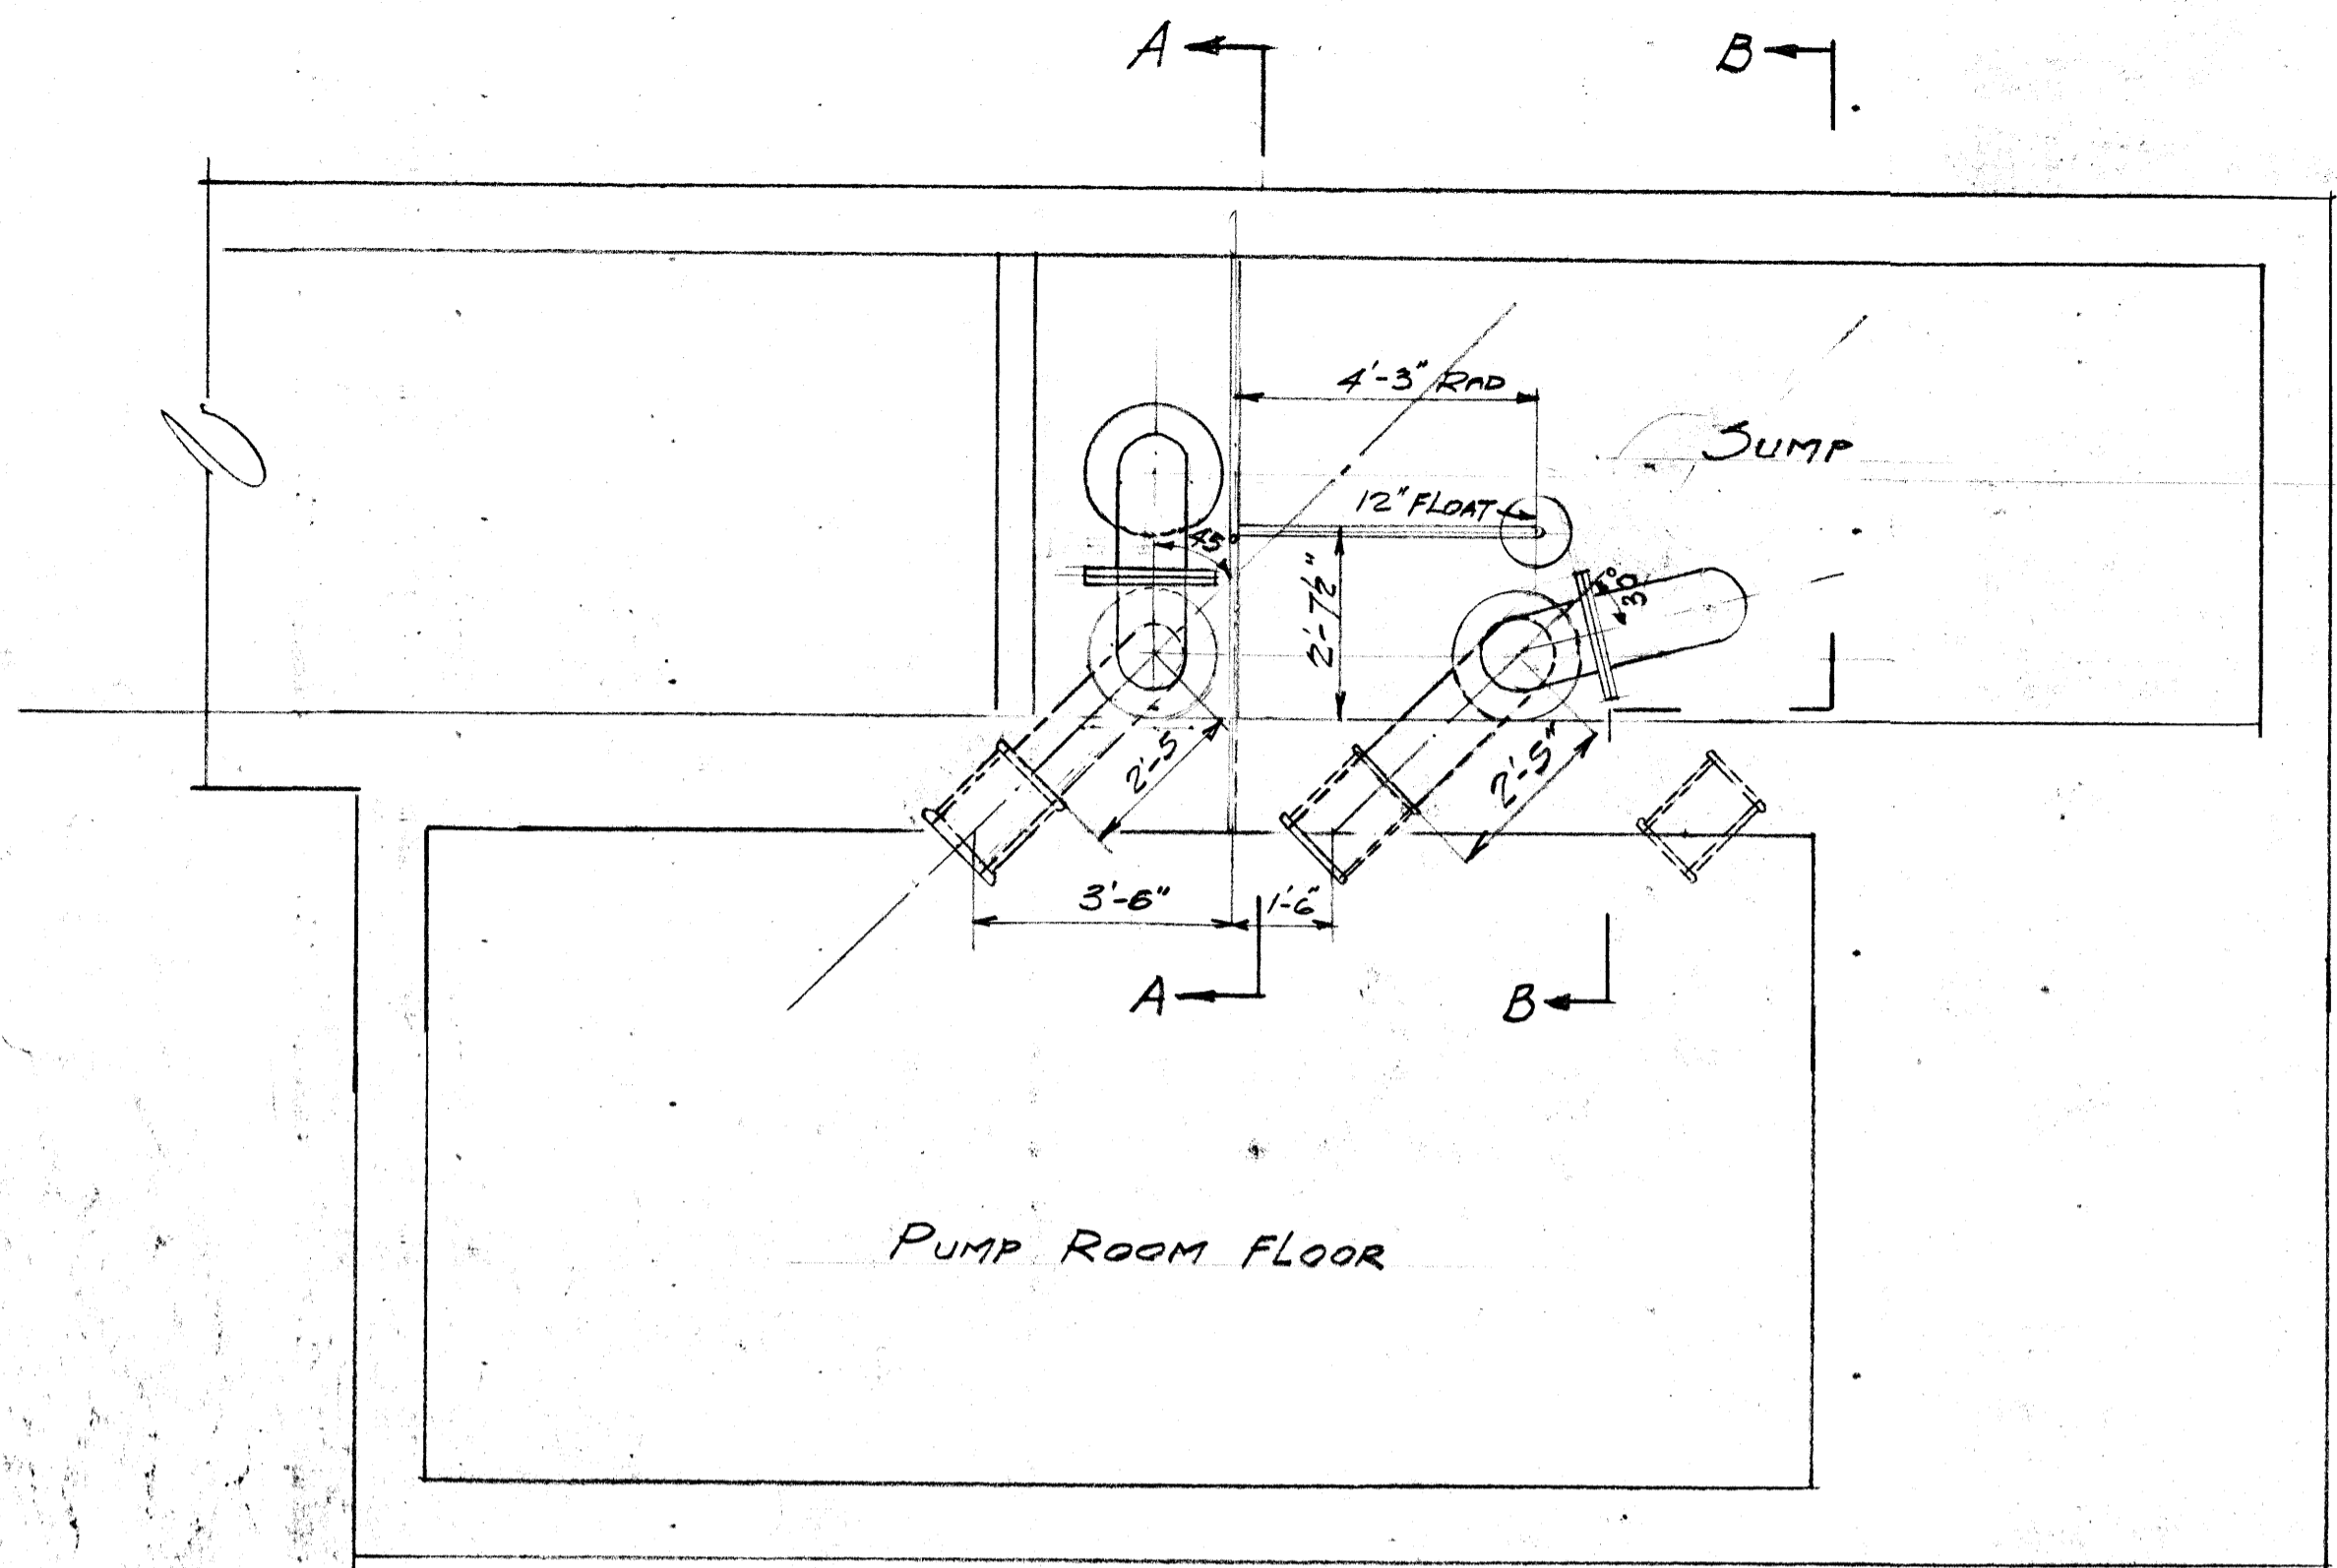 A
B
4'-3" RAD
SUMP
12" FLOAT
45°
2'-7½"
30°
2'-5
2'-5"
3'-6"
1'-6"
A
B
PUMP ROOM FLOOR